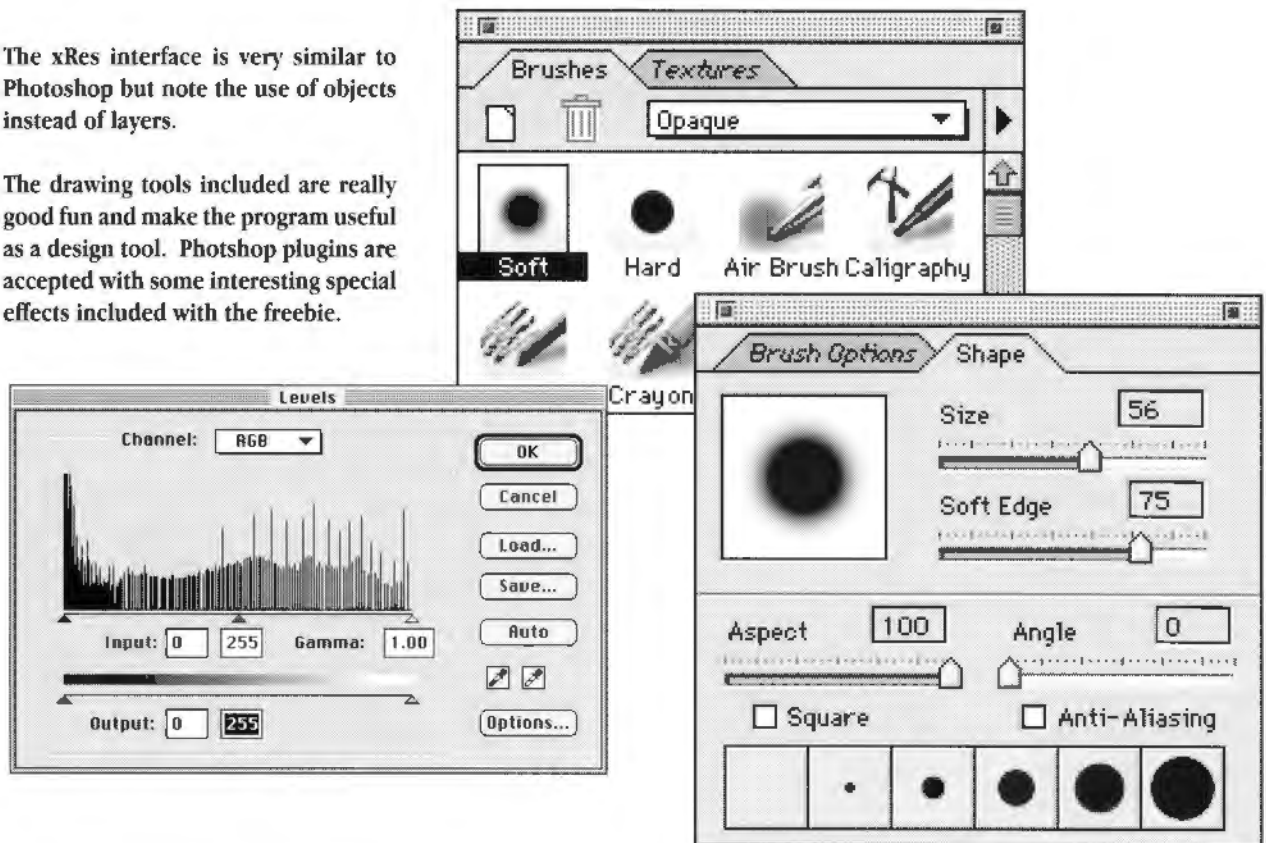 The xRes interface is very similar to
Photoshop but note the use of objects
instead of layers.
The drawing tools included are really
good fun and make the program useful
as a design tool. Photshop plugins are
accepted with some interesting special
effects included with the freebie.
Brushes Textures
Opaque
Soft Hard Air Brush Caligraphy
Crayon
Levels
Channel: RGB
OK
Cancel
Load...
Save...
Auto
Input: 0 255 Gamma: 1.00
Output: 0 255
Options...
Brush Options Shape
Size 56
Soft Edge 75
Aspect 100 Angle 0
Square Anti-Aliasing